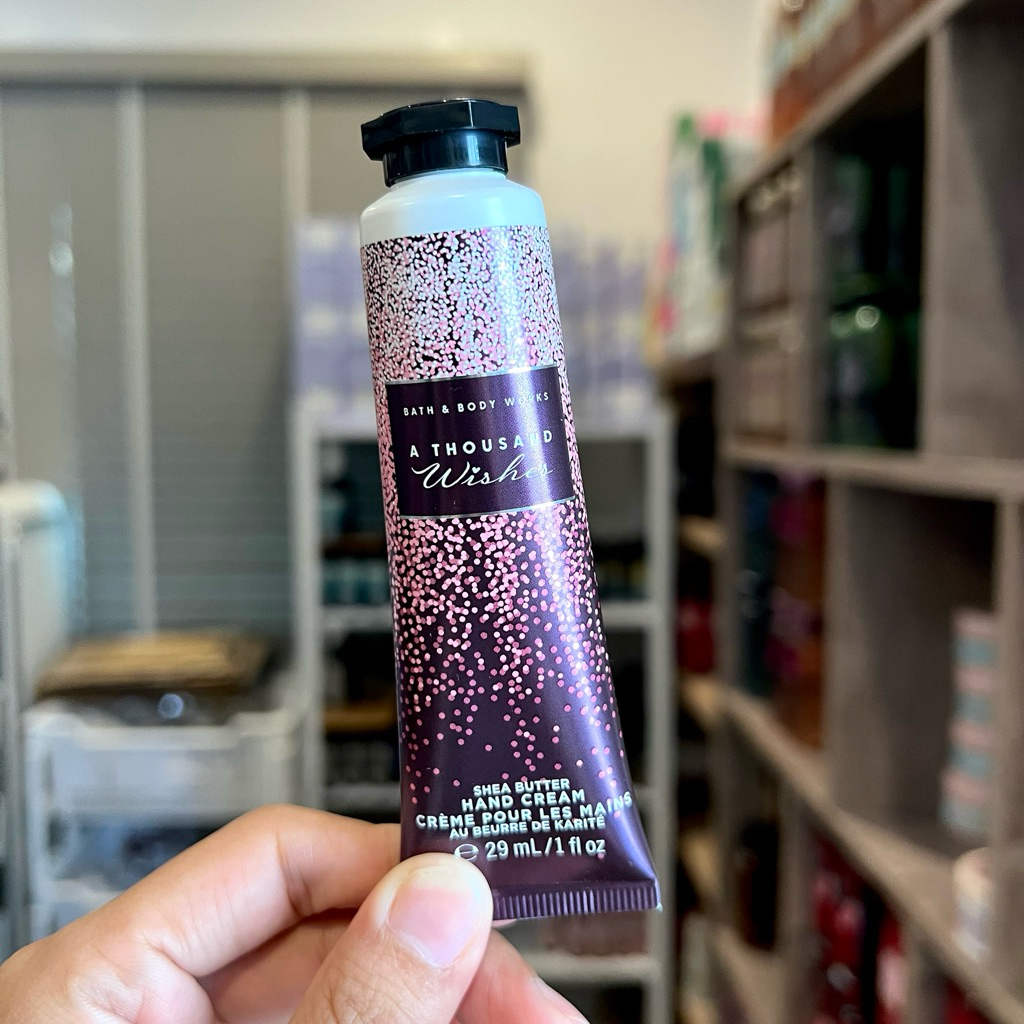 BATH & BODY WORKS
A THOUSAND
Wishes
SHEA BUTTER
HAND CREAM
CRÈME POUR LES MAINS
AU BEURRE DE KARITÉ
℮ 29 mL/1 fl oz